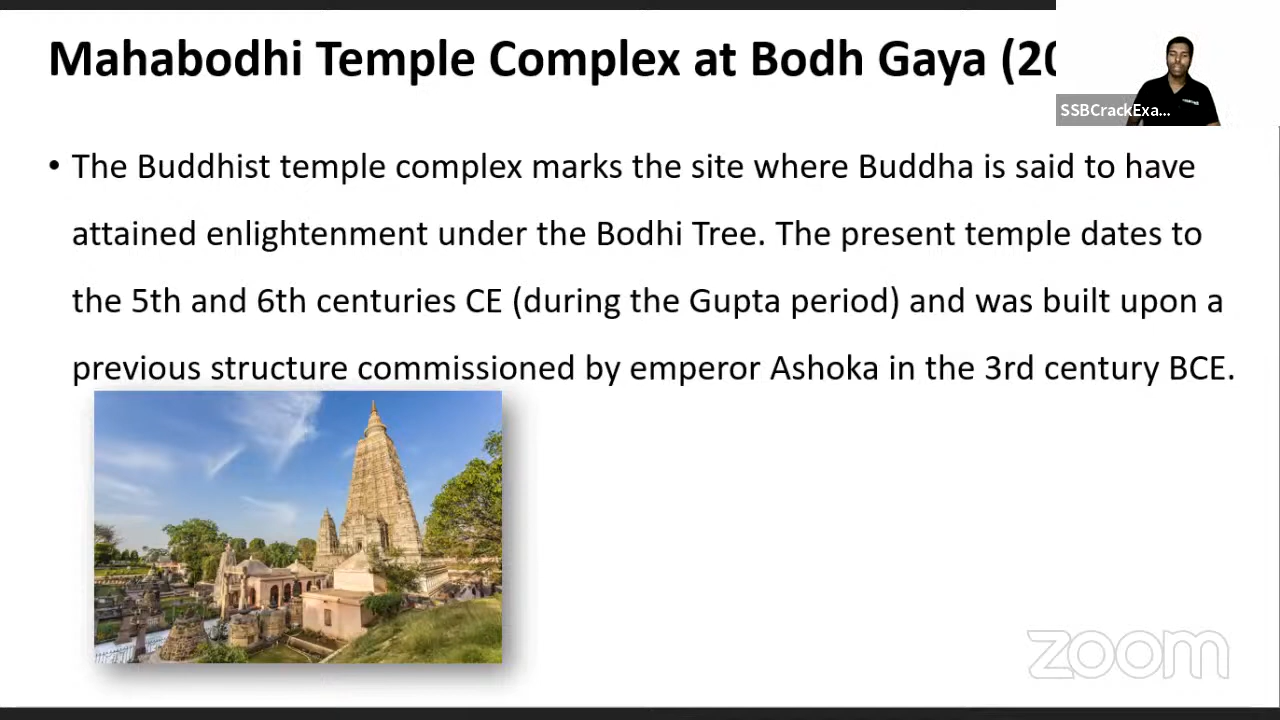 Mahabodhi Temple Complex at Bodh Gaya (20
SSBCrackExa...
• The Buddhist temple complex marks the site where Buddha is said to have
attained enlightenment under the Bodhi Tree. The present temple dates to
the 5th and 6th centuries CE (during the Gupta period) and was built upon a
previous structure commissioned by emperor Ashoka in the 3rd century BCE.
zoom